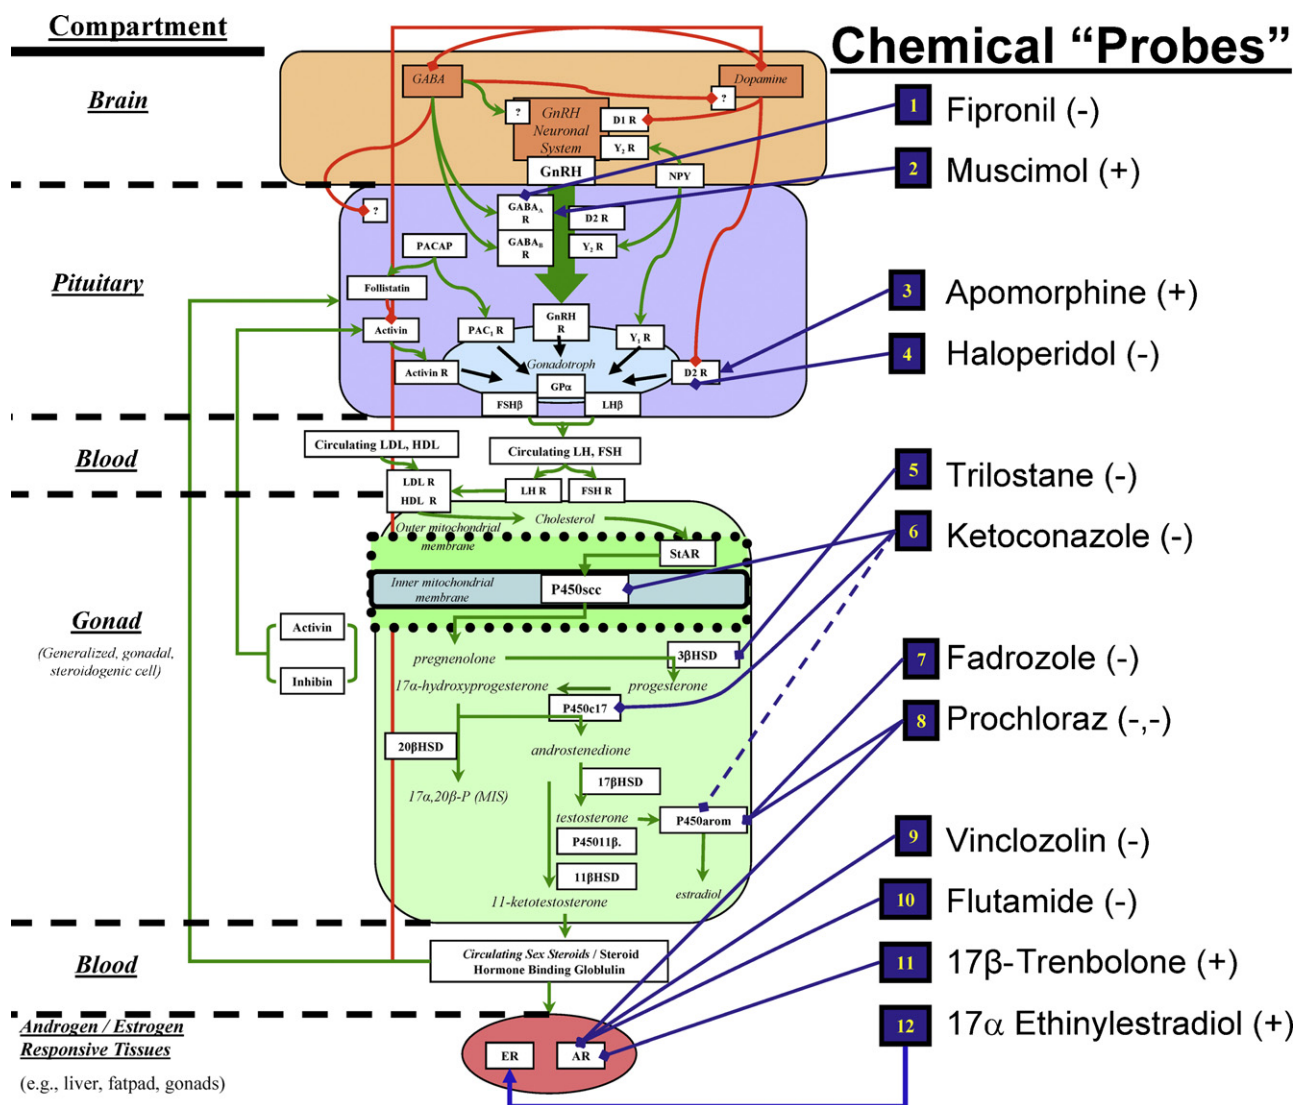 Compartment
Chemical “Probes”
Brain
GABA
Dopamine
?
?
GnRH
Neuronal
System
D1 R
Y2 R
GnRH
NPY
1
Fipronil (-)
2
Muscimol (+)
Pituitary
?
GABAA
R
D2 R
GABAB
R
Y2 R
PACAP
Follistatin
Activin
PAC1 R
GnRH
R
Y1 R
Activin R
Gonadotroph
D2 R
GPα
FSHβ
LHβ
3
Apomorphine (+)
4
Haloperidol (-)
Blood
Circulating LDL, HDL
Circulating LH, FSH
LDL R
HDL R
LH R
FSH R
5
Trilostane (-)
6
Ketoconazole (-)
Gonad
(Generalized, gonadal,
steroidogenic cell)
Outer mitochondrial
membrane
Cholesterol
StAR
Inner mitochondrial
membrane
P450scc
Activin
Inhibin
pregnenolone
3βHSD
17α-hydroxyprogesterone
progesterone
P450c17
20βHSD
androstenedione
17βHSD
17α,20β-P (MIS)
testosterone
P450arom
P45011β.
11βHSD
estradiol
11-ketotestosterone
7
Fadrozole (-)
8
Prochloraz (-,-)
9
Vinclozolin (-)
10
Flutamide (-)
11
17β-Trenbolone (+)
12
17α Ethinylestradiol (+)
Blood
Circulating Sex Steroids / Steroid
Hormone Binding Globlulin
Androgen / Estrogen
Responsive Tissues
(e.g., liver, fatpad, gonads)
ER
AR